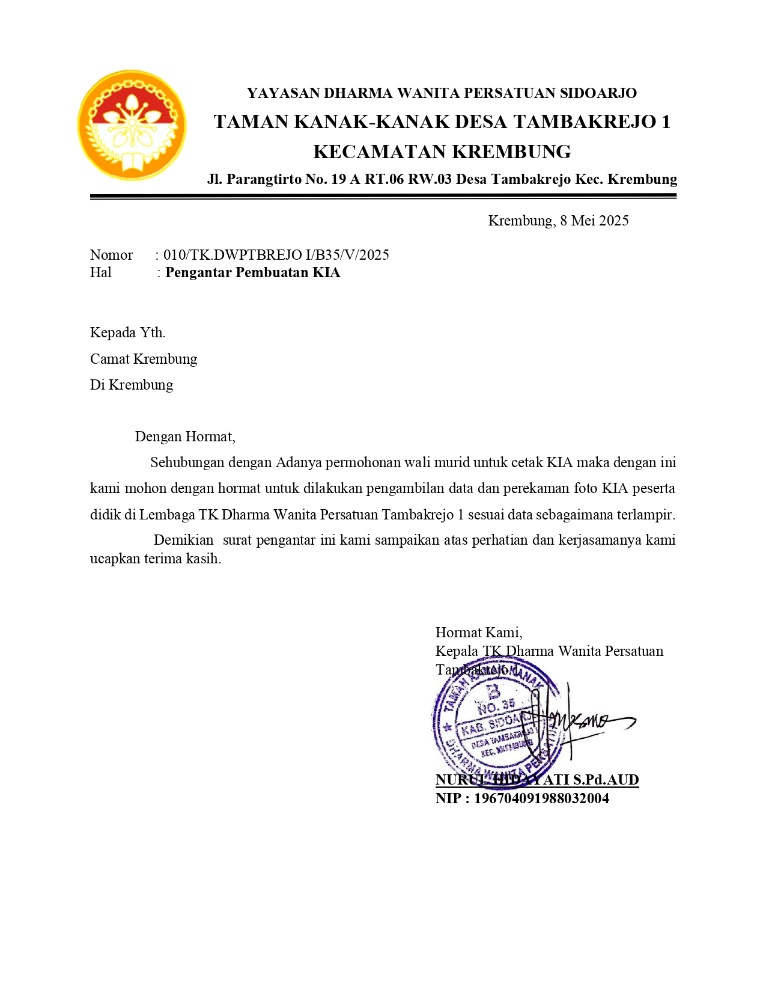 YAYASAN DHARMA WANITA PERSATUAN SIDOARJO
TAMAN KANAK-KANAK DESA TAMBAKREJO 1
KECAMATAN KREMBUNG
Jl. Parangtirto No. 19 A RT.06 RW.03 Desa Tambakrejo Kec. Krembung
Krembung, 8 Mei 2025
Nomor : 010/TK.DWPTBREJO I/B35/V/2025
Hal : Pengantar Pembuatan KIA
Kepada Yth.
Camat Krembung
Di Krembung
Dengan Hormat,
Sehubungan dengan Adanya permohonan wali murid untuk cetak KIA maka dengan ini
kami mohon dengan hormat untuk dilakukan pengambilan data dan perekaman foto KIA peserta
didik di Lembaga TK Dharma Wanita Persatuan Tambakrejo 1 sesuai data sebagaimana terlampir.
Demikian surat pengantar ini kami sampaikan atas perhatian dan kerjasamanya kami
ucapkan terima kasih.
Hormat Kami,
Kepala TK Dharma Wanita Persatuan
Tambakrejo 1
TAMAN KANAK-KANAK
B
NO. 35
KAB. SIDOARJO
DESA TAMBAKREJO
KEC. KREMBUNG
DHARMA WANITA PERSATUAN
NURUL HIDAYATI S.Pd.AUD
NIP : 196704091988032004